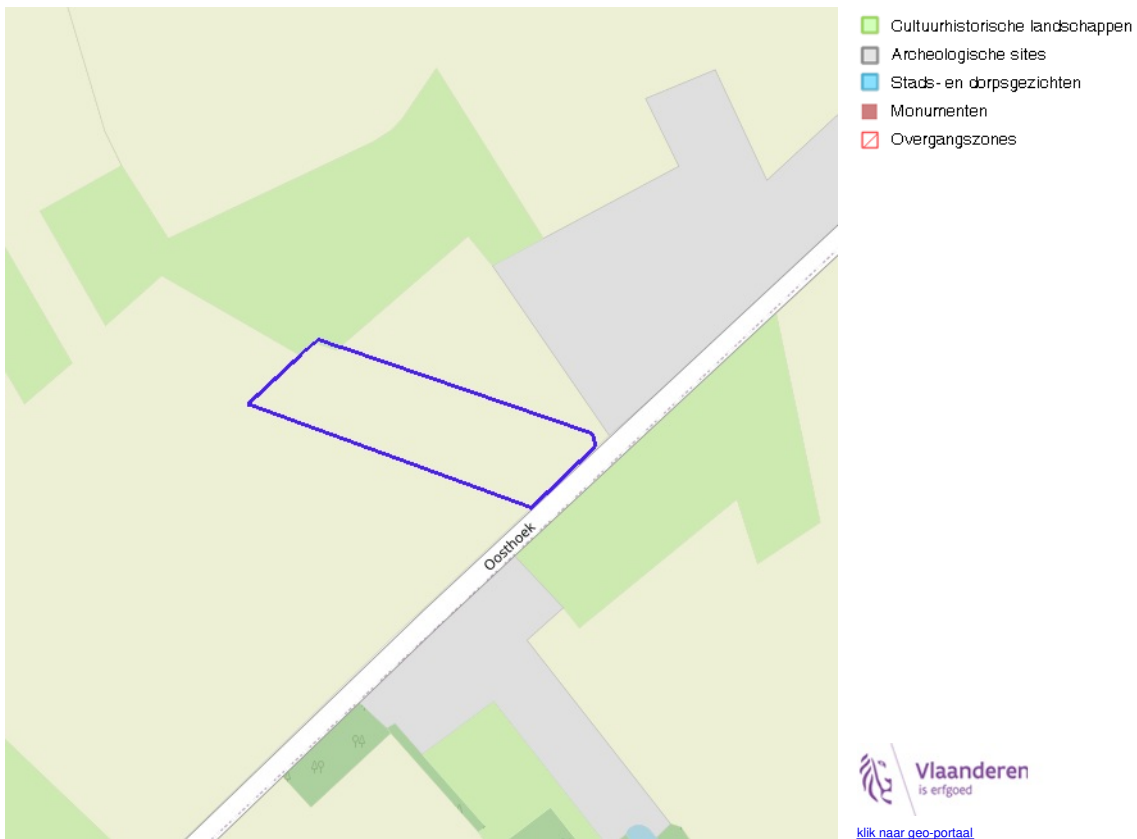 Cultuurhistorische landschappen
Archeologische sites
Stads- en dorpsgezichten
Monumenten
Overgangszones
Oosthoek
Vlaanderen
is erfgoed
klik naar geo-portaal